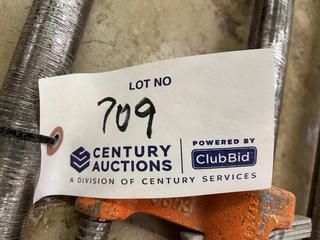 LOT NO
709
CENTURY AUCTIONS
POWERED BY
ClubBid
A DIVISION OF CENTURY SERVICES